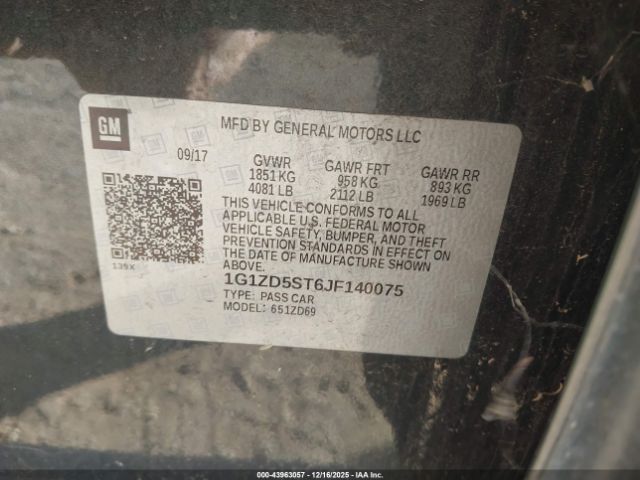 GM
MFD BY GENERAL MOTORS LLC
09/17
GVWR GAWR FRT GAWR RR
1851 KG 958 KG 893 KG
4081 LB 2112 LB 1969 LB
THIS VEHICLE CONFORMS TO ALL
APPLICABLE U.S. FEDERAL MOTOR
VEHICLE SAFETY, BUMPER, AND THEFT
PREVENTION STANDARDS IN EFFECT ON
THE DATE OF MANUFACTURE SHOWN
ABOVE.
139X
1G1ZD5ST6JF140075
TYPE: PASS CAR
MODEL: 651ZD69
000-43963057 - 12/16/2025 - IAAC Inc.